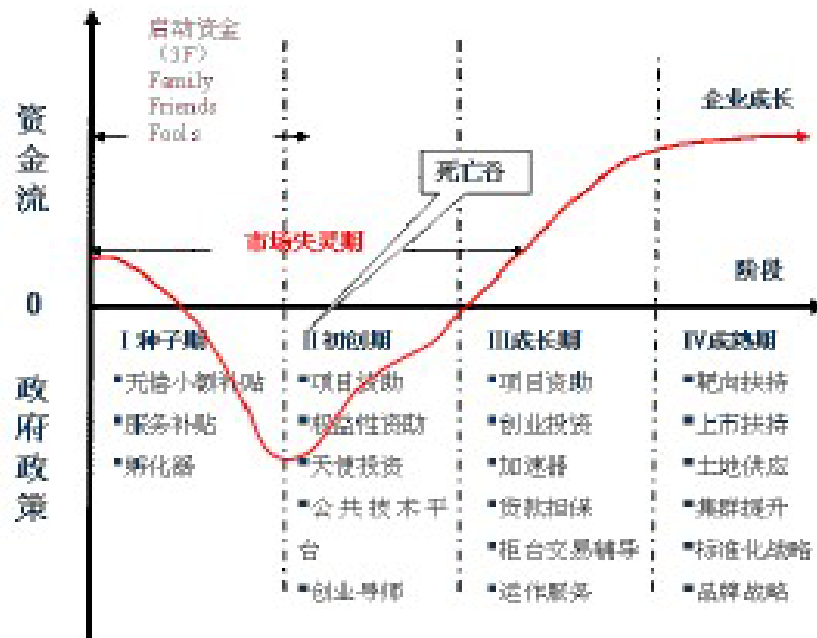 启动资金
（3F）
Family
Friends
Fools
企业成长
死亡谷
市场失灵期
阶段
资金流
0
政府政策
I 种子期
▪无偿小额补贴
▪服务补贴
▪孵化器
II 初创期
▪项目资助
▪权益性资助
▪天使投资
▪公共技术平
台
▪创业导师
III成长期
▪项目资助
▪创业投资
▪加速器
▪贷款担保
▪柜台交易辅导
▪运作服务
IV成熟期
▪靶向扶持
▪上市扶持
▪土地供应
▪集群提升
▪标准化战略
▪品牌战略